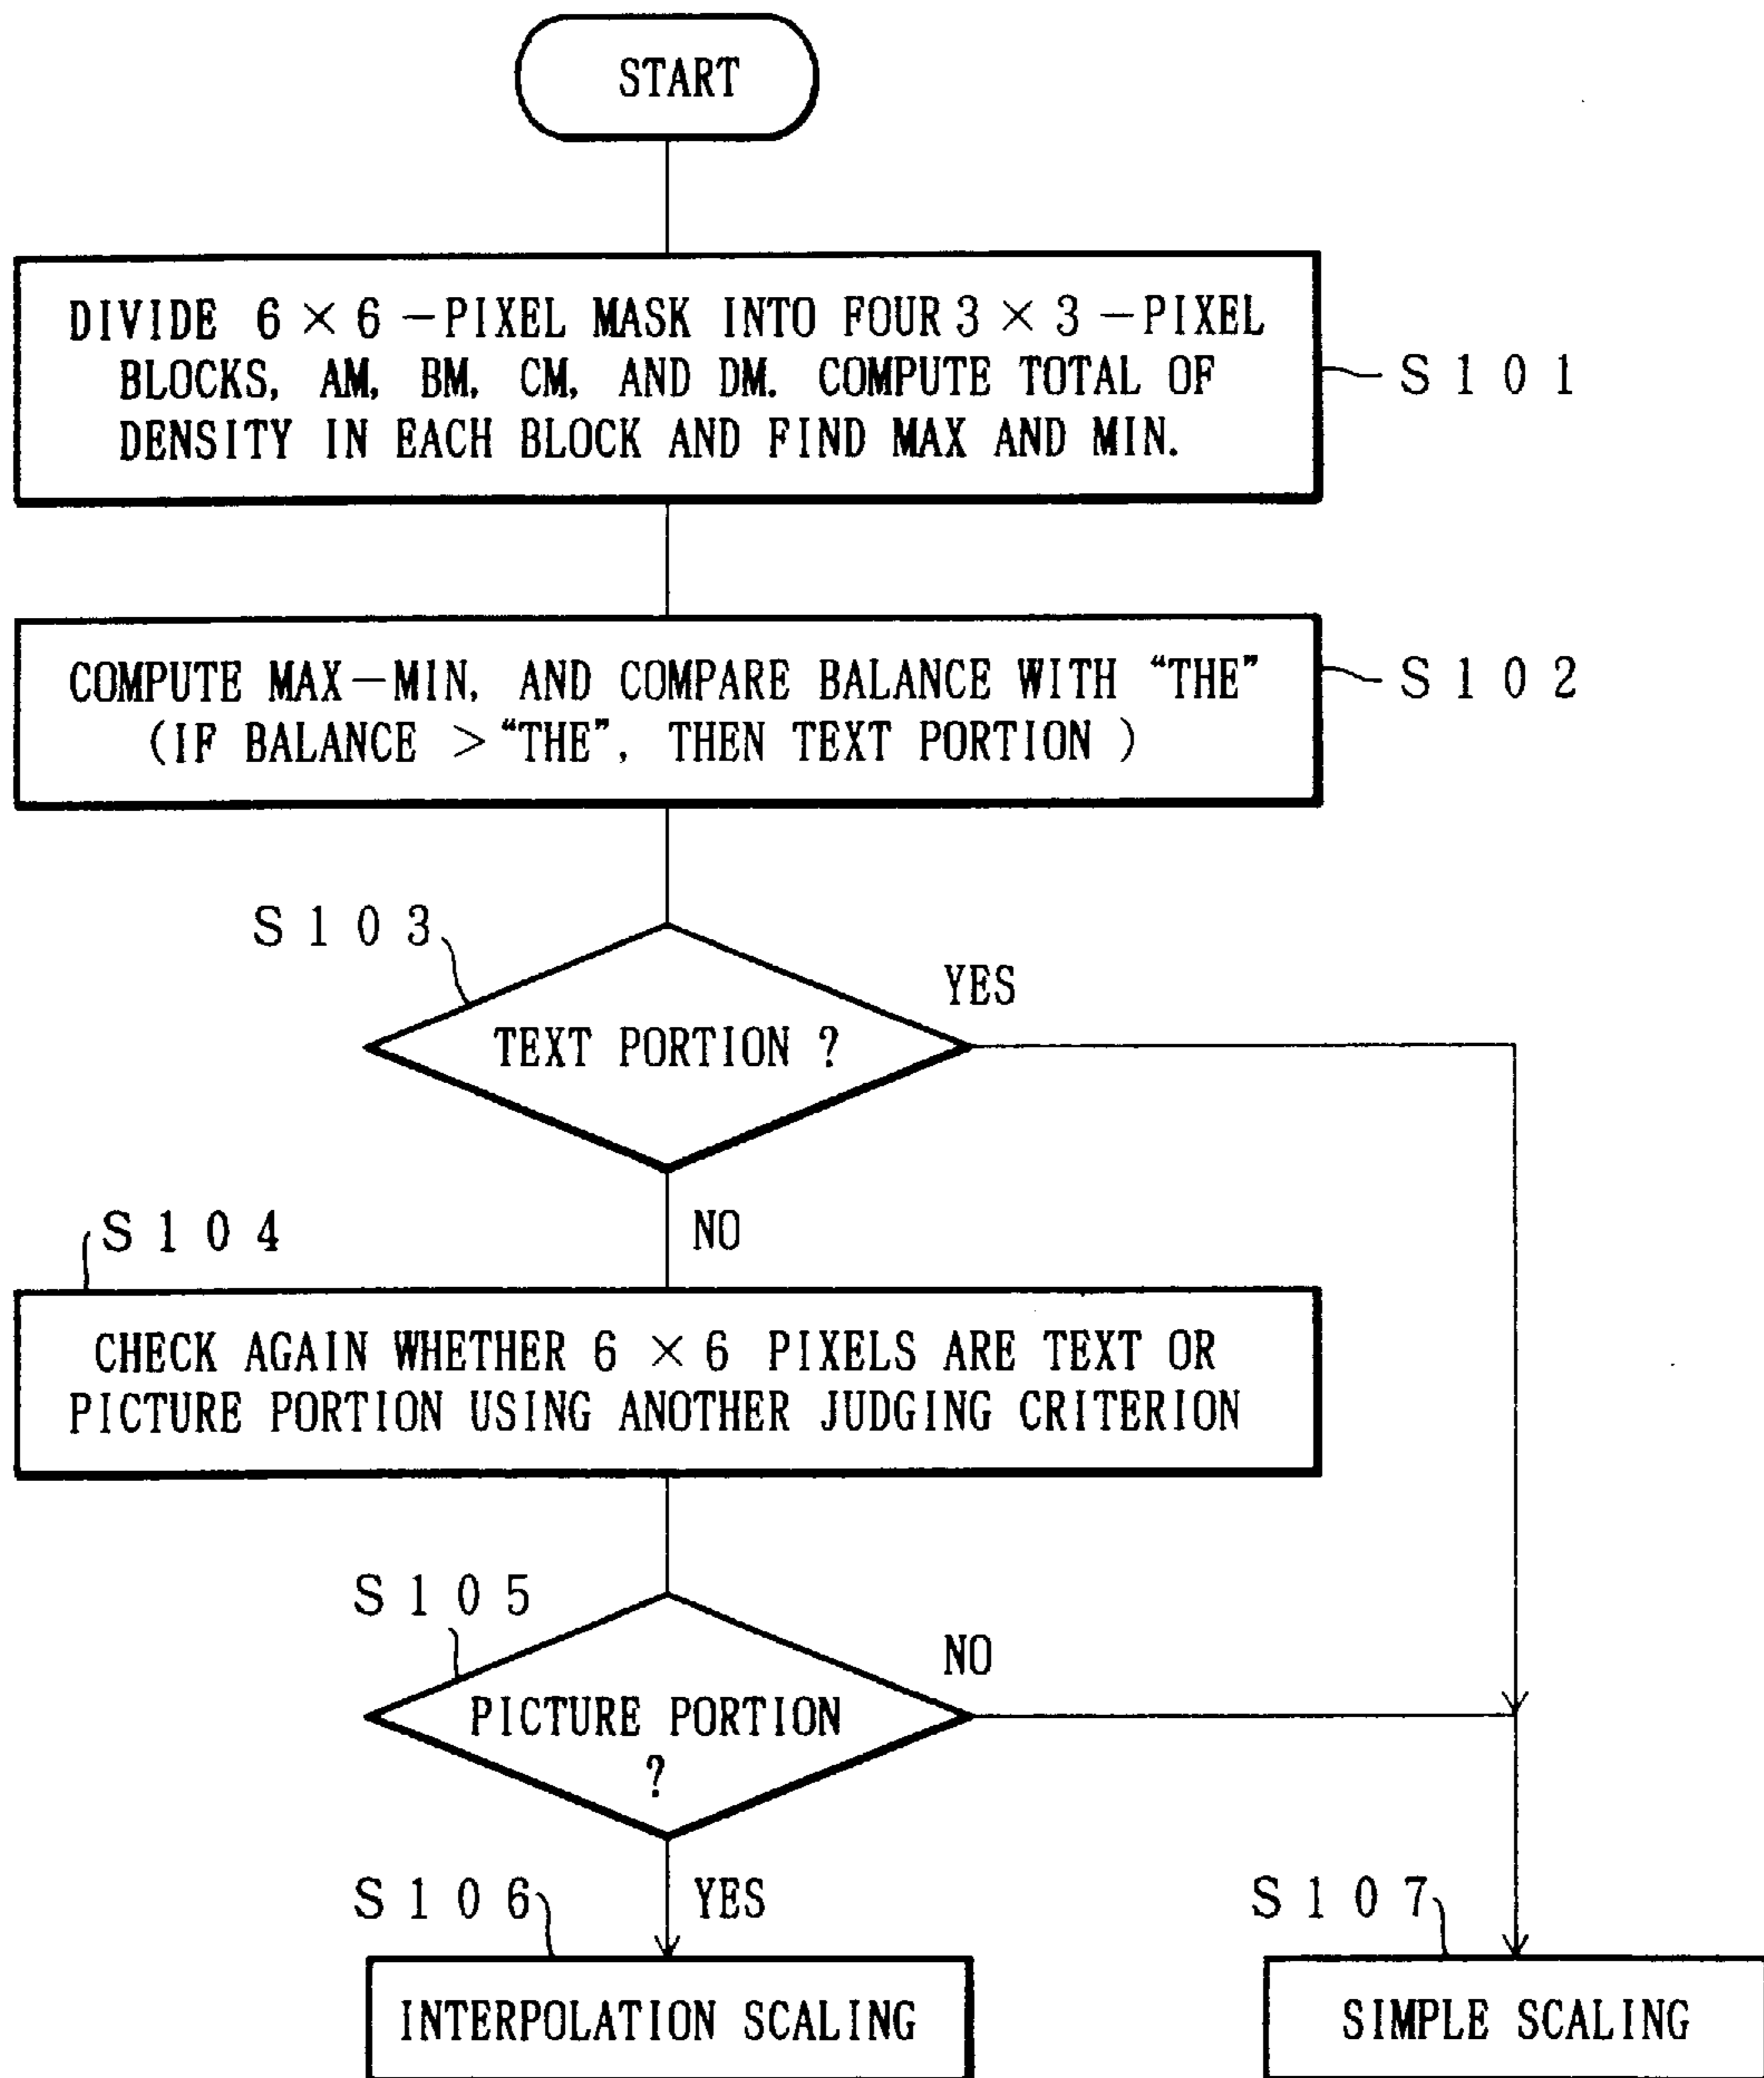 START
DIVIDE 6 × 6 −PIXEL MASK INTO FOUR 3 × 3 −PIXEL
BLOCKS, AM, BM, CM, AND DM. COMPUTE TOTAL OF
DENSITY IN EACH BLOCK AND FIND MAX AND MIN.
S101
COMPUTE MAX−MIN, AND COMPARE BALANCE WITH “THE”
(IF BALANCE > “THE”, THEN TEXT PORTION )
S102
S103
TEXT PORTION ?
YES
NO
S104
CHECK AGAIN WHETHER 6 × 6 PIXELS ARE TEXT OR
PICTURE PORTION USING ANOTHER JUDGING CRITERION
S105
PICTURE PORTION
?
NO
YES
S106
INTERPOLATION SCALING
S107
SIMPLE SCALING